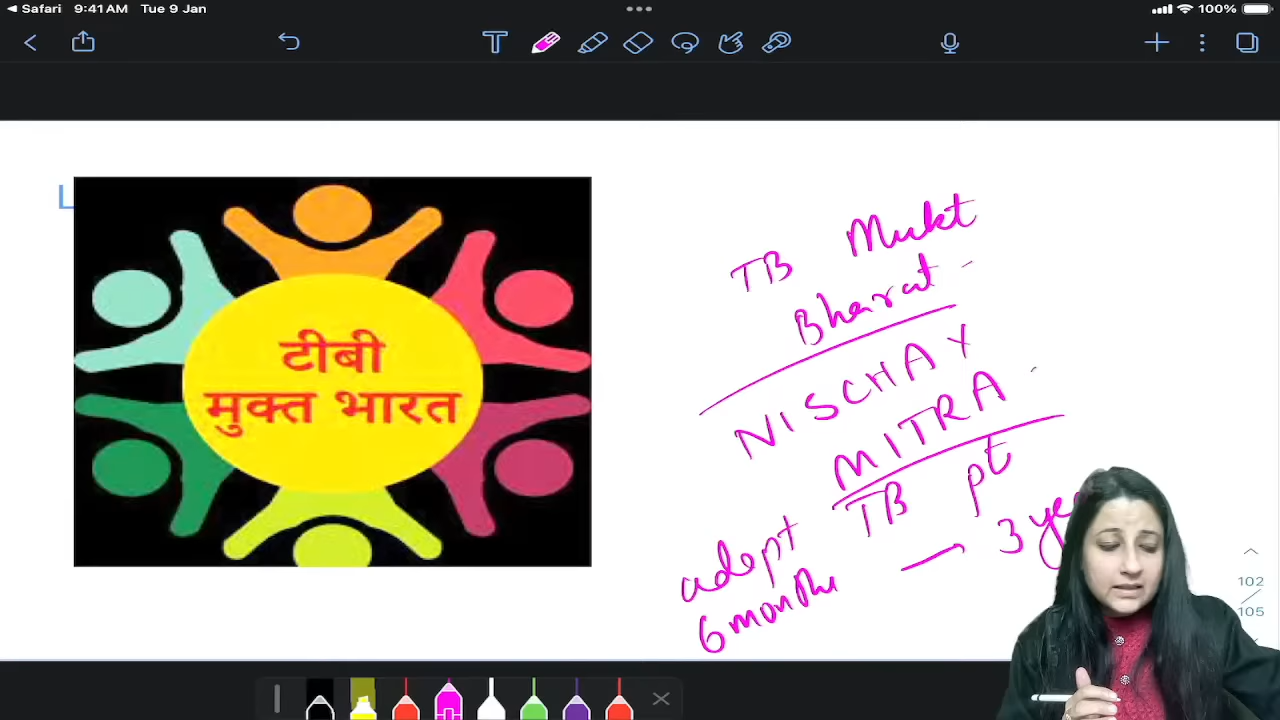 Safari 9:41 AM Tue 9 Jan 100%
टीबी
मुक्त भारत
TB Mukt
Bharat
NISCHAY
MITRA
adopt TB pt
6 months → 3
102
105